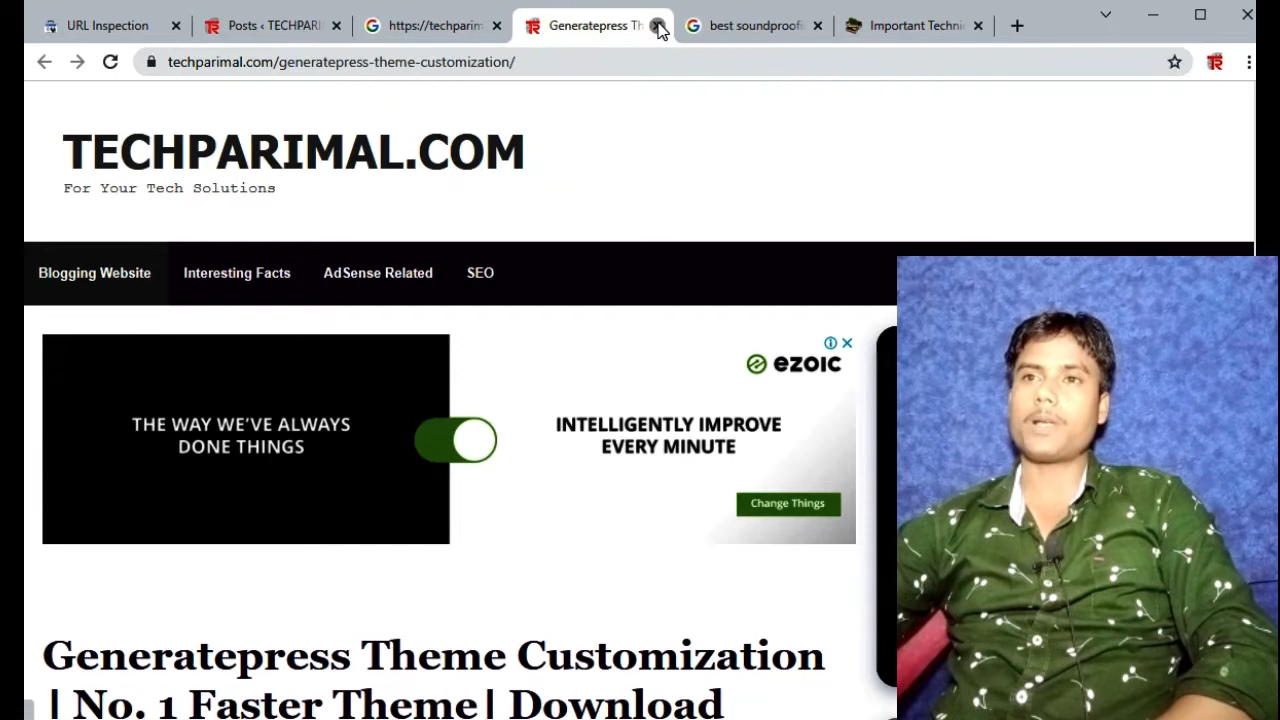 URL Inspection
Posts ‹ TECHPARI
https://techparim
Generatepress Th
best soundproofi
Important Techni
techparimal.com/generatepress-theme-customization/
TECHPARIMAL.COM
For Your Tech Solutions
Blogging Website
Interesting Facts
AdSense Related
SEO
ezoic
THE WAY WE'VE ALWAYS
DONE THINGS
INTELLIGENTLY IMPROVE
EVERY MINUTE
Change Things
Generatepress Theme Customization
| No. 1 Faster Theme| Download